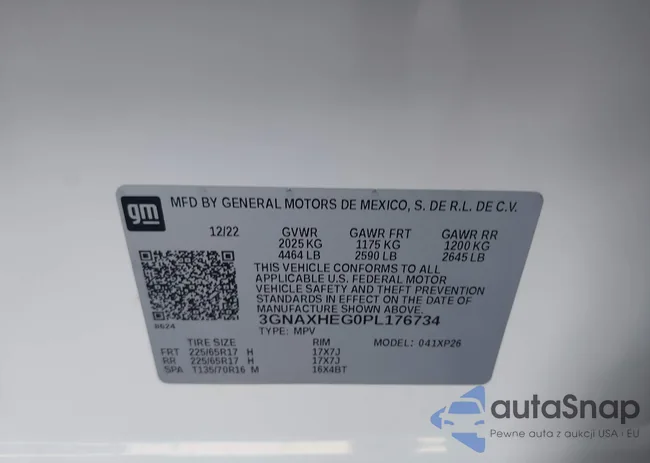 gm MFD BY GENERAL MOTORS DE MEXICO, S. DE R.L. DE C.V.
12/22 GVWR GAWR FRT GAWR RR
2025 KG 1175 KG 1200 KG
4464 LB 2590 LB 2645 LB
THIS VEHICLE CONFORMS TO ALL
APPLICABLE U.S. FEDERAL MOTOR
VEHICLE SAFETY AND THEFT PREVENTION
STANDARDS IN EFFECT ON THE DATE OF
MANUFACTURE SHOWN ABOVE.
8624
3GNAXHEG0PL176734
TYPE: MPV
TIRE SIZE RIM MODEL: 041XP26
FRT 225/65R17 H 17X7J
RR 225/65R17 H 17X7J
SPA T135/70R16 M 16X4BT
autaSnap
Pewne auta z aukcji USA • EU